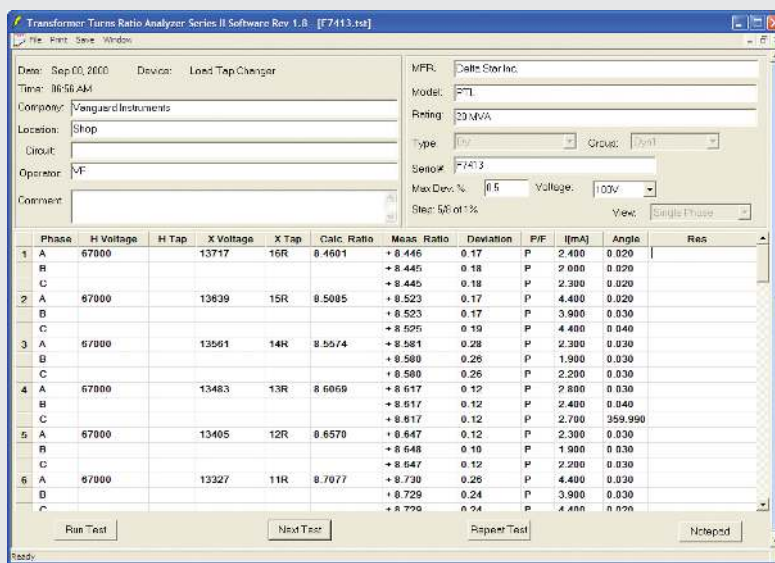 Transformer Turns Ratio Analyzer Series II Software Rev 1.8 - [F7413.tst]
File Print Save Window
Date: Sep 00, 2000 Device: Load Tap Changer
Time: 06:56 AM
Company: Vanguard Instruments
Location: Shop
Circuit:
Operator: VF
Comment
MFR. Delta Star Inc.
Model: PTL
Rating: 20 MVA
Type: Dy Group: Dyn1
Serial#: F7413
Max Dev. % 0.5 Voltage: 100V
Step: 5/8 of 1% View: Single Phase
Phase H Voltage H Tap X Voltage X Tap Calc. Ratio Meas. Ratio Deviation P/F I[mA] Angle Res
1 A 67000 13717 16R 8.4601 + 8.446 0.17 P 2.400 0.020
B + 8.445 0.18 P 2.000 0.020
C + 8.445 0.18 P 2.300 0.020
2 A 67000 13639 15R 8.5085 + 8.523 0.17 P 4.400 0.020
B + 8.523 0.17 P 3.900 0.030
C + 8.525 0.19 P 4.400 0.040
3 A 67000 13561 14R 8.5574 + 8.581 0.28 P 2.300 0.030
B + 8.580 0.26 P 1.900 0.030
C + 8.580 0.26 P 2.200 0.030
4 A 67000 13483 13R 8.6069 + 8.617 0.12 P 2.800 0.030
B + 8.617 0.12 P 2.400 0.040
C + 8.617 0.12 P 2.700 359.990
5 A 67000 13405 12R 8.6570 + 8.647 0.12 P 2.300 0.030
B + 8.648 0.10 P 1.900 0.030
C + 8.647 0.12 P 2.200 0.030
6 A 67000 13327 11R 8.7077 + 8.730 0.26 P 4.400 0.030
B + 8.729 0.24 P 3.900 0.030
C + 8.729 0.24 P 4.400 0.020
Run Test Next Test Repeat Test Notepad
Ready